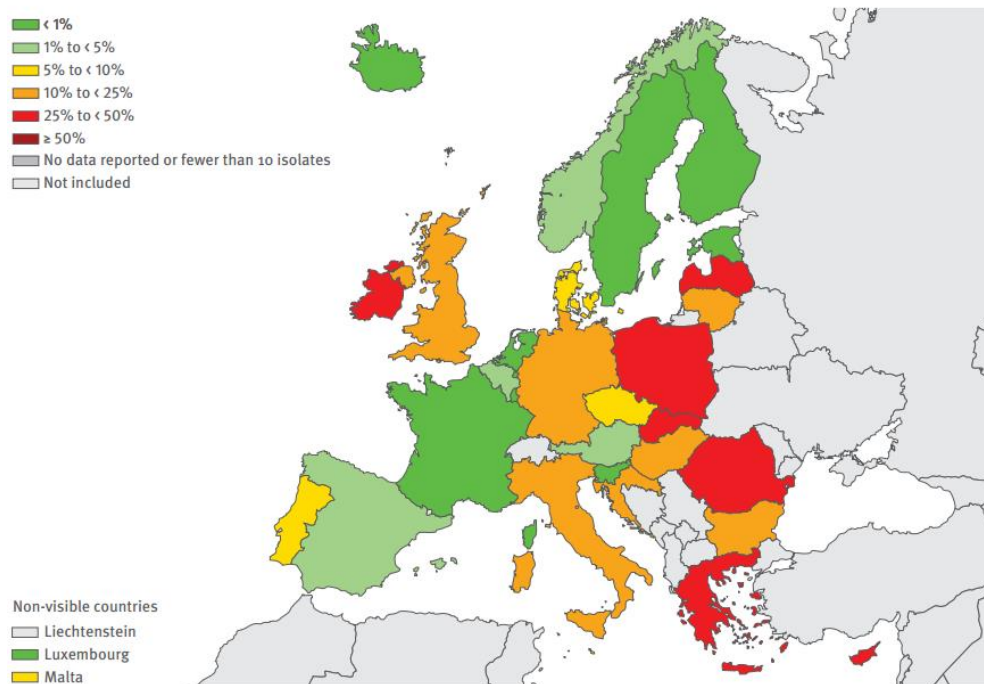 < 1%
1% to < 5%
5% to < 10%
10% to < 25%
25% to < 50%
≥ 50%
No data reported or fewer than 10 isolates
Not included
Non-visible countries
Liechtenstein
Luxembourg
Malta